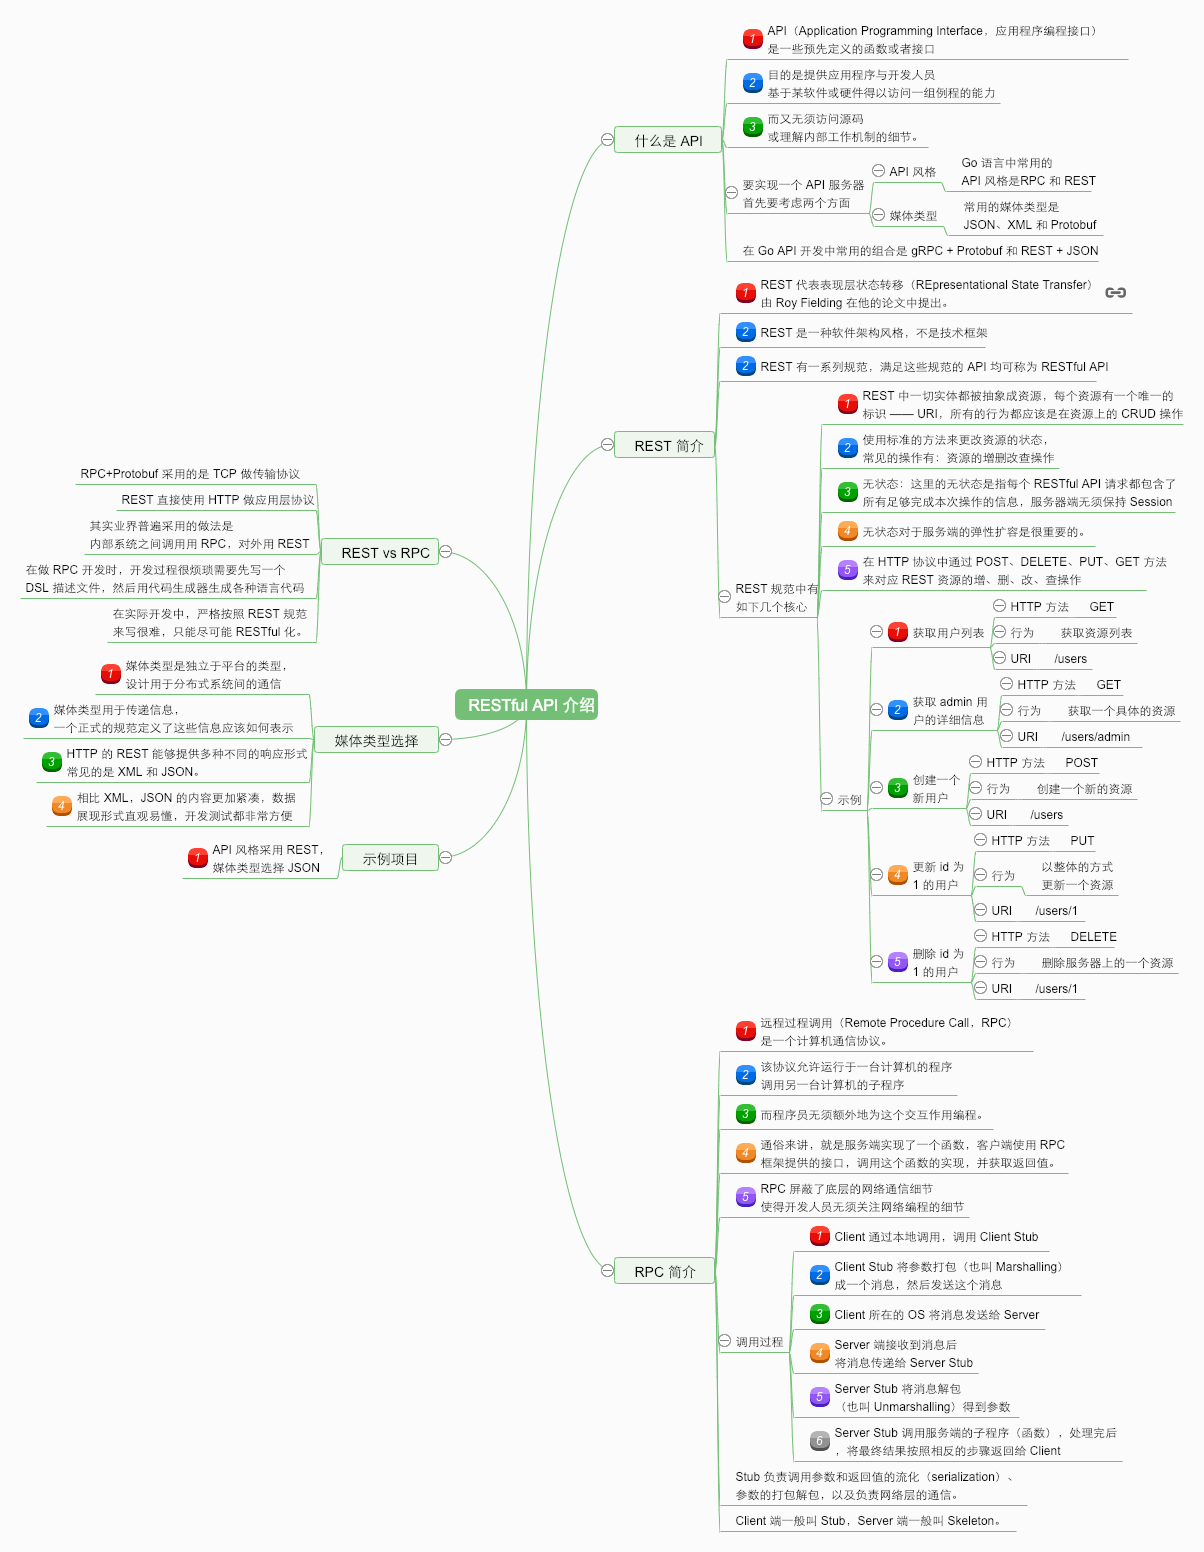 RESTful API 介绍
什么是 API
1
API（Application Programming Interface，应用程序编程接口）
是一些预先定义的函数或者接口
2
目的是提供应用程序与开发人员
基于某软件或硬件得以访问一组例程的能力
3
而又无须访问源码
或理解内部工作机制的细节。
要实现一个 API 服务器
首先要考虑两个方面
API 风格
Go 语言中常用的
API 风格是RPC 和 REST
媒体类型
常用的媒体类型是
JSON、XML 和 Protobuf
在 Go API 开发中常用的组合是 gRPC + Protobuf 和 REST + JSON
REST 简介
1
REST 代表表现层状态转移（REpresentational State Transfer）
由 Roy Fielding 在他的论文中提出。
2
REST 是一种软件架构风格，不是技术框架
2
REST 有一系列规范，满足这些规范的 API 均可称为 RESTful API
REST 规范中有
如下几个核心
1
REST 中一切实体都被抽象成资源，每个资源有一个唯一的
标识 —— URI，所有的行为都应该是在资源上的 CRUD 操作
2
使用标准的方法来更改资源的状态，
常见的操作有：资源的增删改查操作
3
无状态：这里的无状态是指每个 RESTful API 请求都包含了
所有足够完成本次操作的信息，服务器端无须保持 Session
4
无状态对于服务端的弹性扩容是很重要的。
5
在 HTTP 协议中通过 POST、DELETE、PUT、GET 方法
来对应 REST 资源的增、删、改、查操作
示例
1
获取用户列表
HTTP 方法 GET
行为 获取资源列表
URI /users
2
获取 admin 用
户的详细信息
HTTP 方法 GET
行为 获取一个具体的资源
URI /users/admin
3
创建一个
新用户
HTTP 方法 POST
行为 创建一个新的资源
URI /users
4
更新 id 为
1 的用户
HTTP 方法 PUT
行为
以整体的方式
更新一个资源
URI /users/1
5
删除 id 为
1 的用户
HTTP 方法 DELETE
行为 删除服务器上的一个资源
URI /users/1
RPC 简介
1
远程过程调用（Remote Procedure Call，RPC）
是一个计算机通信协议。
2
该协议允许运行于一台计算机的程序
调用另一台计算机的子程序
3
而程序员无须额外地为这个交互作用编程。
4
通俗来讲，就是服务端实现了一个函数，客户端使用 RPC
框架提供的接口，调用这个函数的实现，并获取返回值。
5
RPC 屏蔽了底层的网络通信细节
使得开发人员无须关注网络编程的细节
调用过程
1
Client 通过本地调用，调用 Client Stub
2
Client Stub 将参数打包（也叫 Marshalling）
成一个消息，然后发送这个消息
3
Client 所在的 OS 将消息发送给 Server
4
Server 端接收到消息后
将消息传递给 Server Stub
5
Server Stub 将消息解包
（也叫 Unmarshalling）得到参数
6
Server Stub 调用服务端的子程序（函数），处理完后
，将最终结果按照相反的步骤返回给 Client
Stub 负责调用参数和返回值的流化（serialization）、
参数的打包解包，以及负责网络层的通信。
Client 端一般叫 Stub，Server 端一般叫 Skeleton。
REST vs RPC
RPC+Protobuf 采用的是 TCP 做传输协议
REST 直接使用 HTTP 做应用层协议
其实业界普遍采用的做法是
内部系统之间调用用 RPC，对外用 REST
在做 RPC 开发时，开发过程很烦琐需要先写一个
DSL 描述文件，然后用代码生成器生成各种语言代码
在实际开发中，严格按照 REST 规范
来写很难，只能尽可能 RESTful 化。
媒体类型选择
1
媒体类型是独立于平台的类型，
设计用于分布式系统间的通信
2
媒体类型用于传递信息，
一个正式的规范定义了这些信息应该如何表示
3
HTTP 的 REST 能够提供多种不同的响应形式
常见的是 XML 和 JSON。
4
相比 XML，JSON 的内容更加紧凑，数据
展现形式直观易懂，开发测试都非常方便
示例项目
1
API 风格采用 REST，
媒体类型选择 JSON